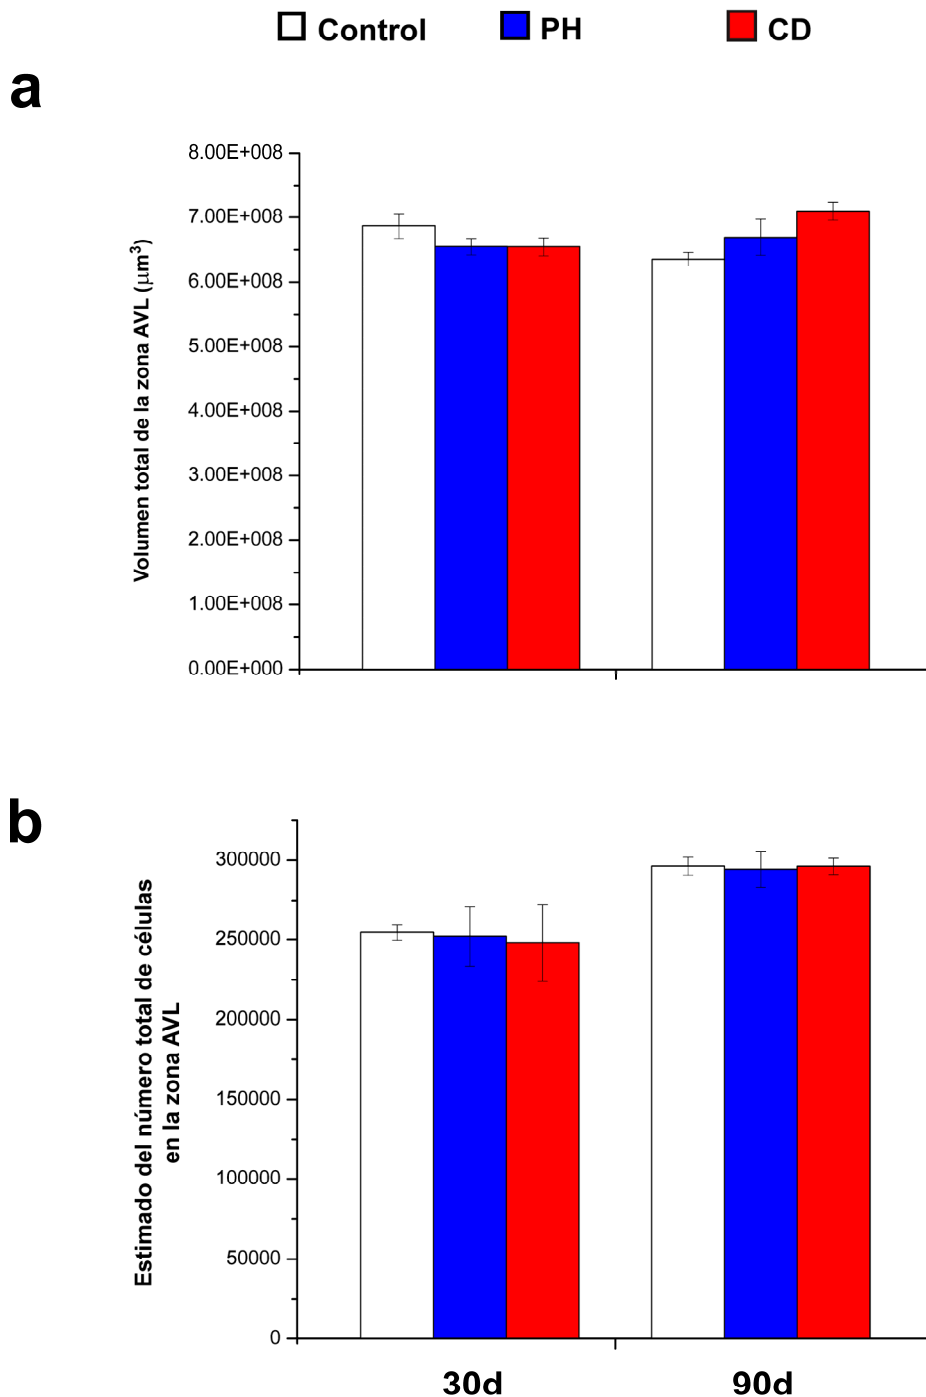 Control PH CD
a
8.00E+008
7.00E+008
6.00E+008
5.00E+008
4.00E+008
3.00E+008
2.00E+008
1.00E+008
0.00E+000
Volumen total de la zona AVL (μm³)
b
300000
250000
200000
150000
100000
50000
0
Estimado del número total de células
en la zona AVL
30d 90d